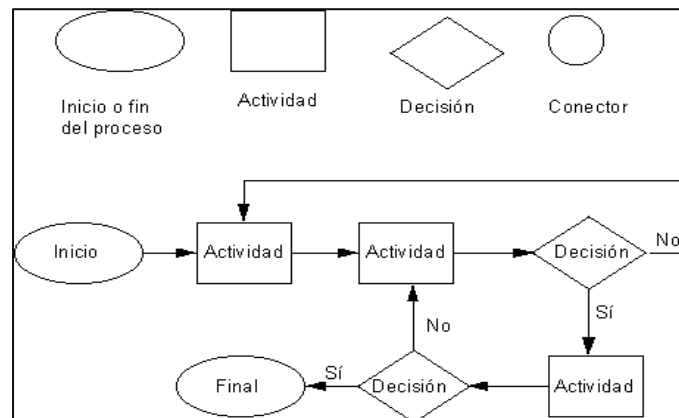 Inicio o fin
del proceso
Actividad
Decisión
Conector
Inicio
Actividad
Actividad
Decisión
No
Sí
No
Final
Sí
Decisión
Actividad